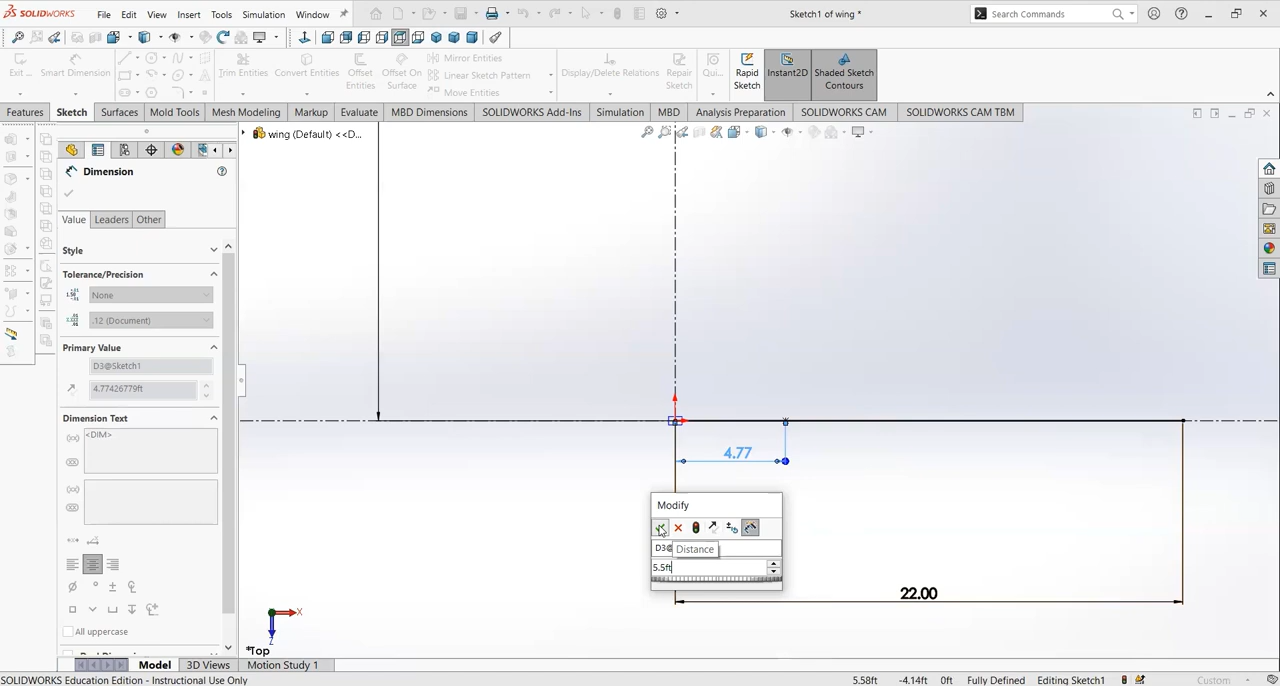 SOLIDWORKS File Edit View Insert Tools Simulation Window Sketch1 of wing * Search Commands
Exit ... Smart Dimension Trim Entities Convert Entities Offset Entities Offset On Surface Mirror Entities Linear Sketch Pattern Move Entities Display/Delete Relations Repair Sketch Qui... Rapid Sketch Instant2D Shaded Sketch Contours
Features Sketch Surfaces Mold Tools Mesh Modeling Markup Evaluate MBD Dimensions SOLIDWORKS Add-Ins Simulation MBD Analysis Preparation SOLIDWORKS CAM SOLIDWORKS CAM TBM
wing (Default) <<D...
Dimension
Value Leaders Other
Style
Tolerance/Precision
None
.12 (Document)
Primary Value
D3@Sketch1
4.77426779ft
Dimension Text
<DIM>
All uppercase
4.77
Modify
D3@
Distance
5.5ft
22.00
X
Z
*Top
Model 3D Views Motion Study 1
SOLIDWORKS Education Edition - Instructional Use Only 5.58ft -4.14ft 0ft Fully Defined Editing Sketch1 Custom